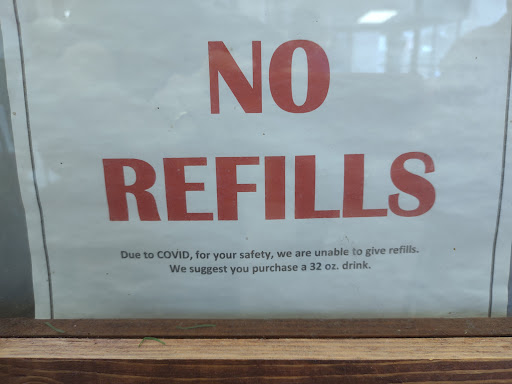 NO
REFILLS
Due to COVID, for your safety, we are unable to give refills.
We suggest you purchase a 32 oz. drink.